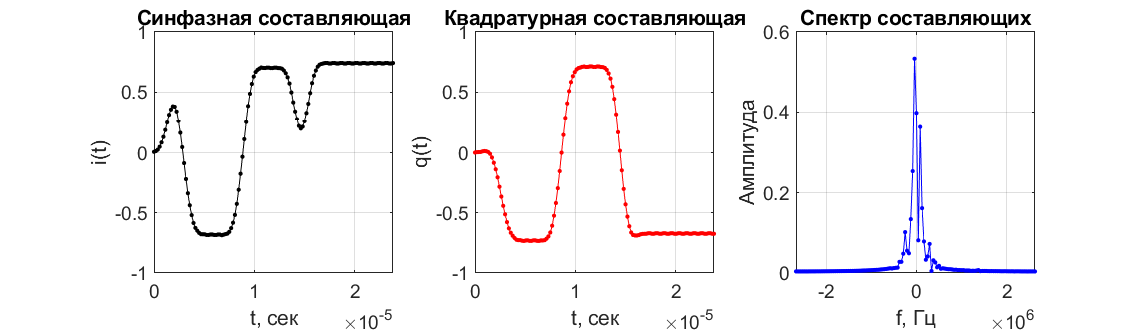 Синфазная составляющая
1
0.5
0
-0.5
-1
i(t)
0
1
2
t, сек
×10-5
Квадратурная составляющая
1
0.5
0
-0.5
-1
q(t)
0
1
2
t, сек
×10-5
Спектр составляющих
0.6
0.4
0.2
0
Амплитуда
-2
0
2
f, Гц
×106